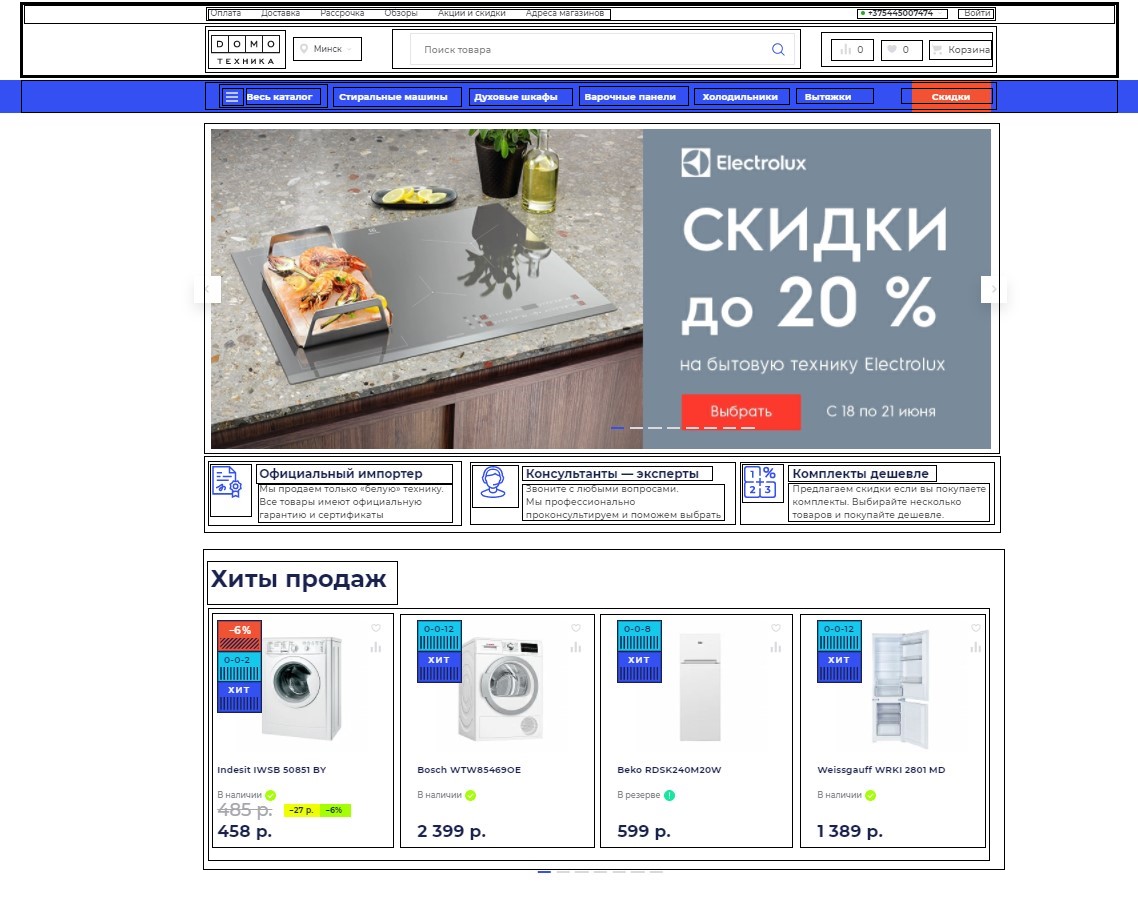 Оплата Доставка Рассрочка Обзоры Акции и скидки Адреса магазинов +375445007474 Войти
DOMO
ТЕХНИКА
Минск
Поиск товара
0 0 Корзина
Весь каталог Стиральные машины Духовые шкафы Варочные панели Холодильники Вытяжки Скидки
Electrolux
СКИДКИ
до 20 %
на бытовую технику Electrolux
Выбрать С 18 по 21 июня
Официальный импортер
Мы продаем только «белую» технику.
Все товары имеют официальную
гарантию и сертификаты
Консультанты — эксперты
Звоните с любыми вопросами.
Мы профессионально
проконсультируем и поможем выбрать
1 % 2 3
Комплекты дешевле
Предлагаем скидки если вы покупаете
комплекты. Выбирайте несколько
товаров и покупайте дешевле.
Хиты продаж
–6%
0-0-2
ХИТ
Indesit IWSB 50851 BY
В наличии
485 р. –27 р. –6%
458 р.
0-0-12
ХИТ
Bosch WTW85469OE
В наличии
2 399 р.
0-0-8
ХИТ
Beko RDSK240M20W
В резерве
599 р.
0-0-12
ХИТ
Weissgauff WRKI 2801 MD
В наличии
1 389 р.